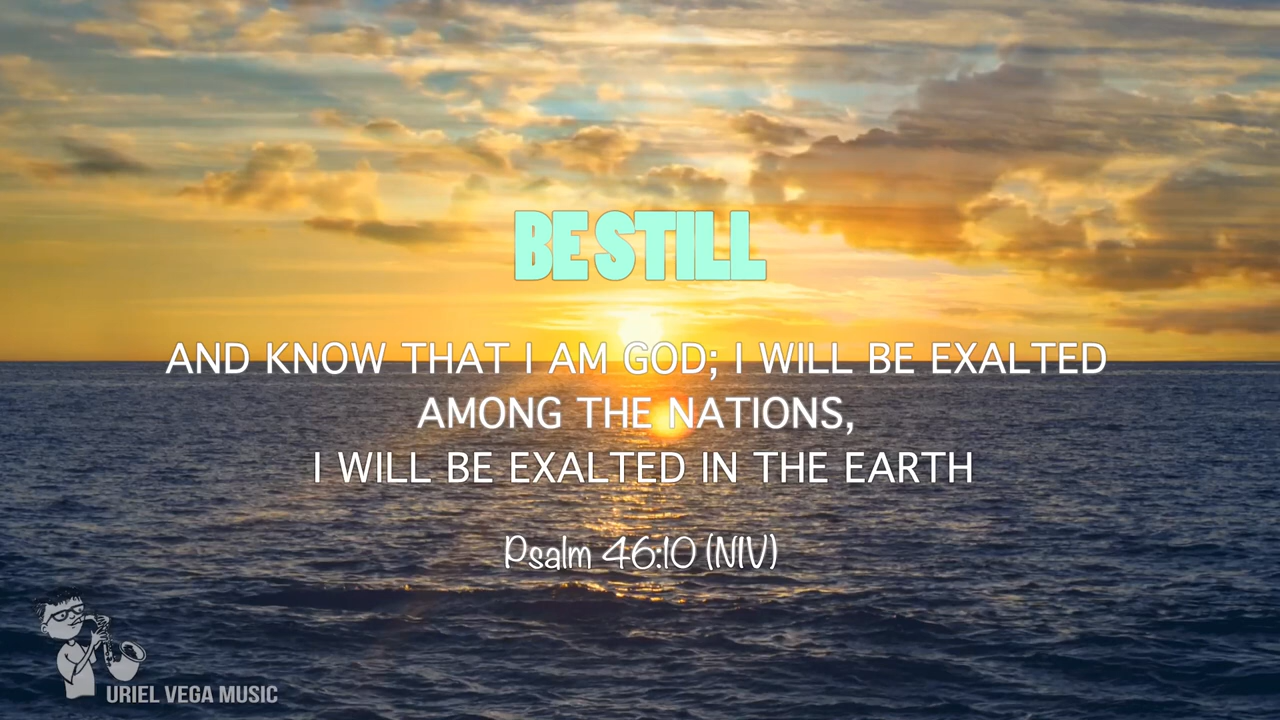 BE STILL
AND KNOW THAT I AM GOD; I WILL BE EXALTED
AMONG THE NATIONS,
I WILL BE EXALTED IN THE EARTH
Psalm 46:10 (NIV)
URIEL VEGA MUSIC